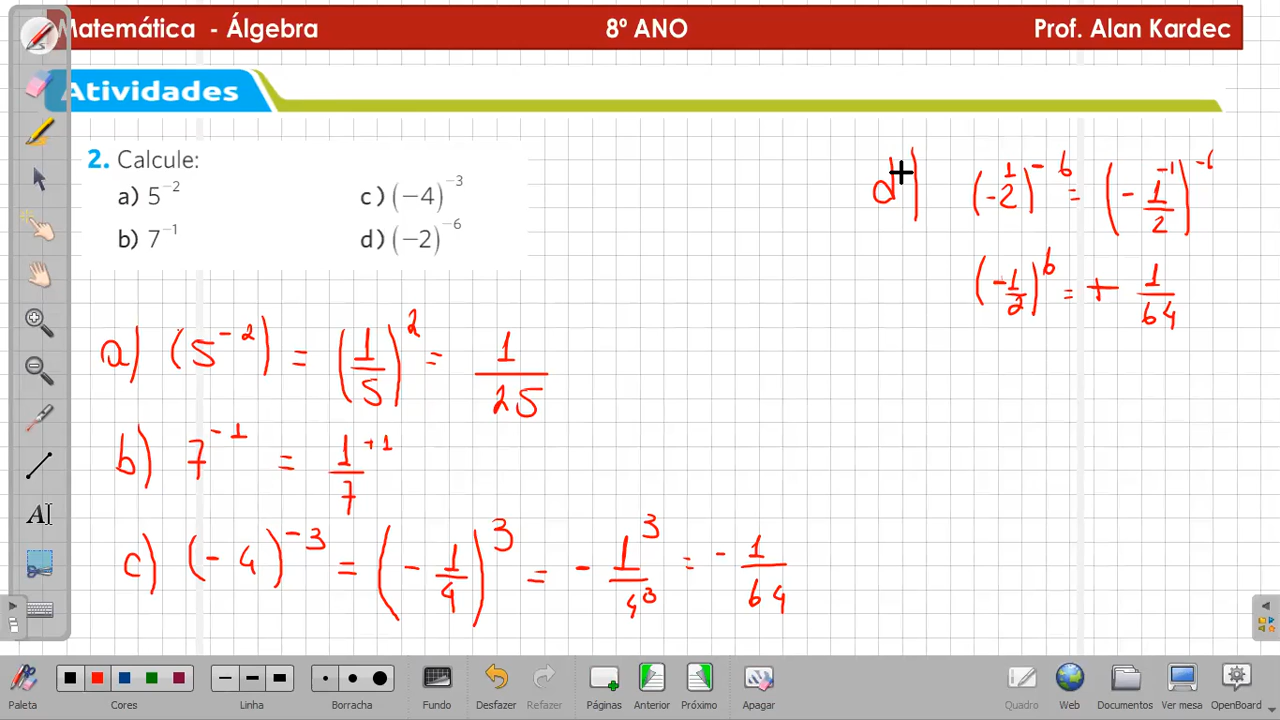 Matemática - Álgebra 8º ANO Prof. Alan Kardec
Atividades
2. Calcule:
a) 5⁻² c) (−4)⁻³
b) 7⁻¹ d) (−2)⁻⁶
d) (-2¹)⁻⁶ = (-1⁻¹/2)⁻⁶
(-1/2)⁶ = + 1/64
a) (5⁻²) = (1/5)² = 1/25
b) 7⁻¹ = 1⁺¹/7
c) (-4)⁻³ = (-1/4)³ = -1³/4³ = -1/64
A
Paleta Cores Linha Borracha Fundo Desfazer Refazer Páginas Anterior Próximo Apagar Quadro Web Documentos Ver mesa OpenBoard